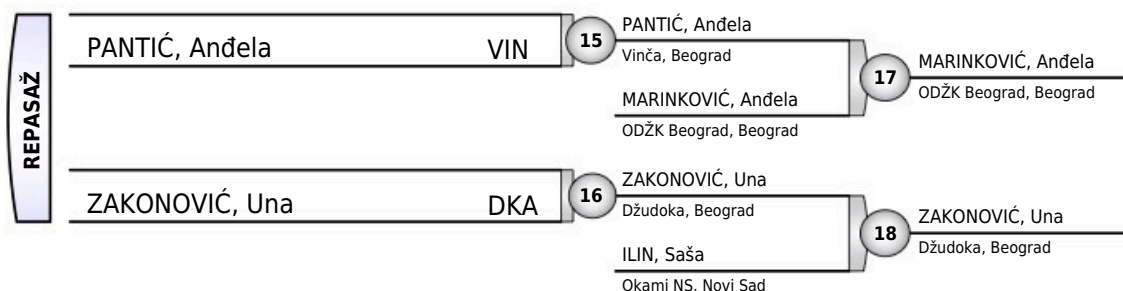 REPASAŽ
PANTIĆ, Anđela VIN
15
PANTIĆ, Anđela
Vinča, Beograd
MARINKOVIĆ, Anđela
ODŽK Beograd, Beograd
17
MARINKOVIĆ, Anđela
ODŽK Beograd, Beograd
ZAKONOVIĆ, Una DKA
16
ZAKONOVIĆ, Una
Džudoka, Beograd
ILIN, Saša
Okami NS, Novi Sad
18
ZAKONOVIĆ, Una
Džudoka, Beograd